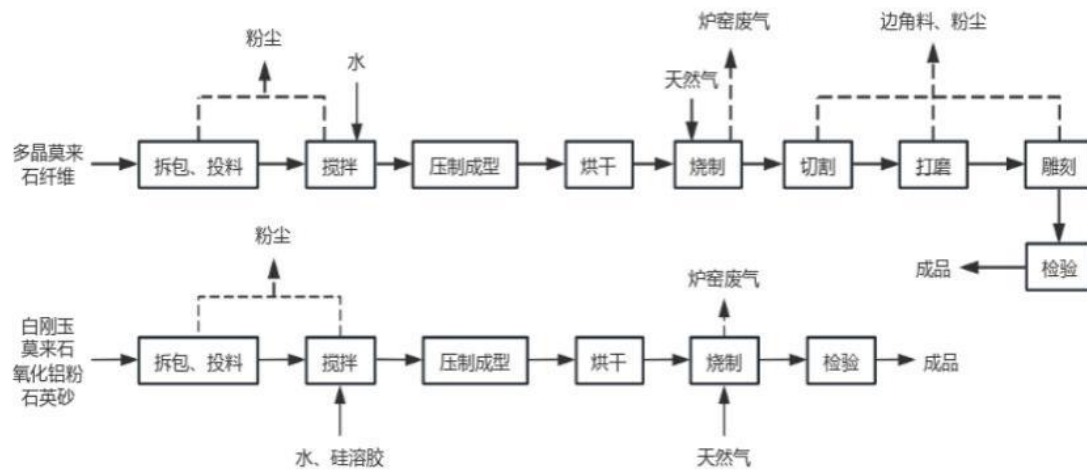 粉尘
水
炉窑废气
天然气
边角料、粉尘
多晶莫来
石纤维
拆包、投料
搅拌
压制成型
烘干
烧制
切割
打磨
雕刻
检验
成品
粉尘
炉窑废气
白刚玉
莫来石
氧化铝粉
石英砂
拆包、投料
搅拌
压制成型
烘干
烧制
检验
成品
水、硅溶胶
天然气